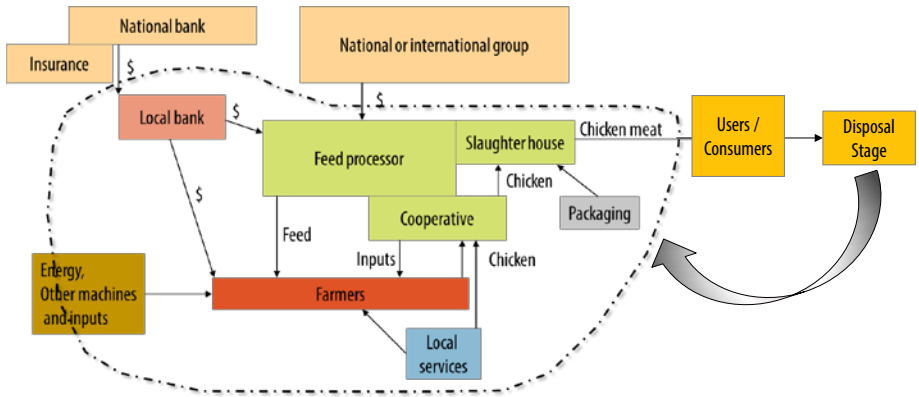 National bank
National or international group
Insurance
$
$
Local bank
$
Users /
Consumers
Disposal
Stage
Chicken meat
Slaughter house
Feed processor
Chicken
$
Packaging
Cooperative
Feed
Inputs
Chicken
Energy,
Other machines
and inputs
Farmers
Local
services